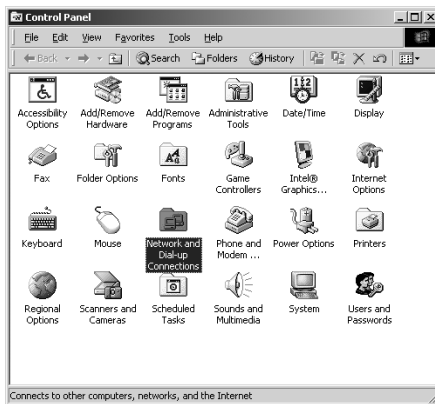 Control Panel
File Edit View Favorites Tools Help
Back Search Folders History
Accessibility Options
Add/Remove Hardware
Add/Remove Programs
Administrative Tools
Date/Time
Display
Fax
Folder Options
Fonts
Game Controllers
Intel® Graphics...
Internet Options
Keyboard
Mouse
Network and Dial-up Connections
Phone and Modem ...
Power Options
Printers
Regional Options
Scanners and Cameras
Scheduled Tasks
Sounds and Multimedia
System
Users and Passwords
Connects to other computers, networks, and the Internet